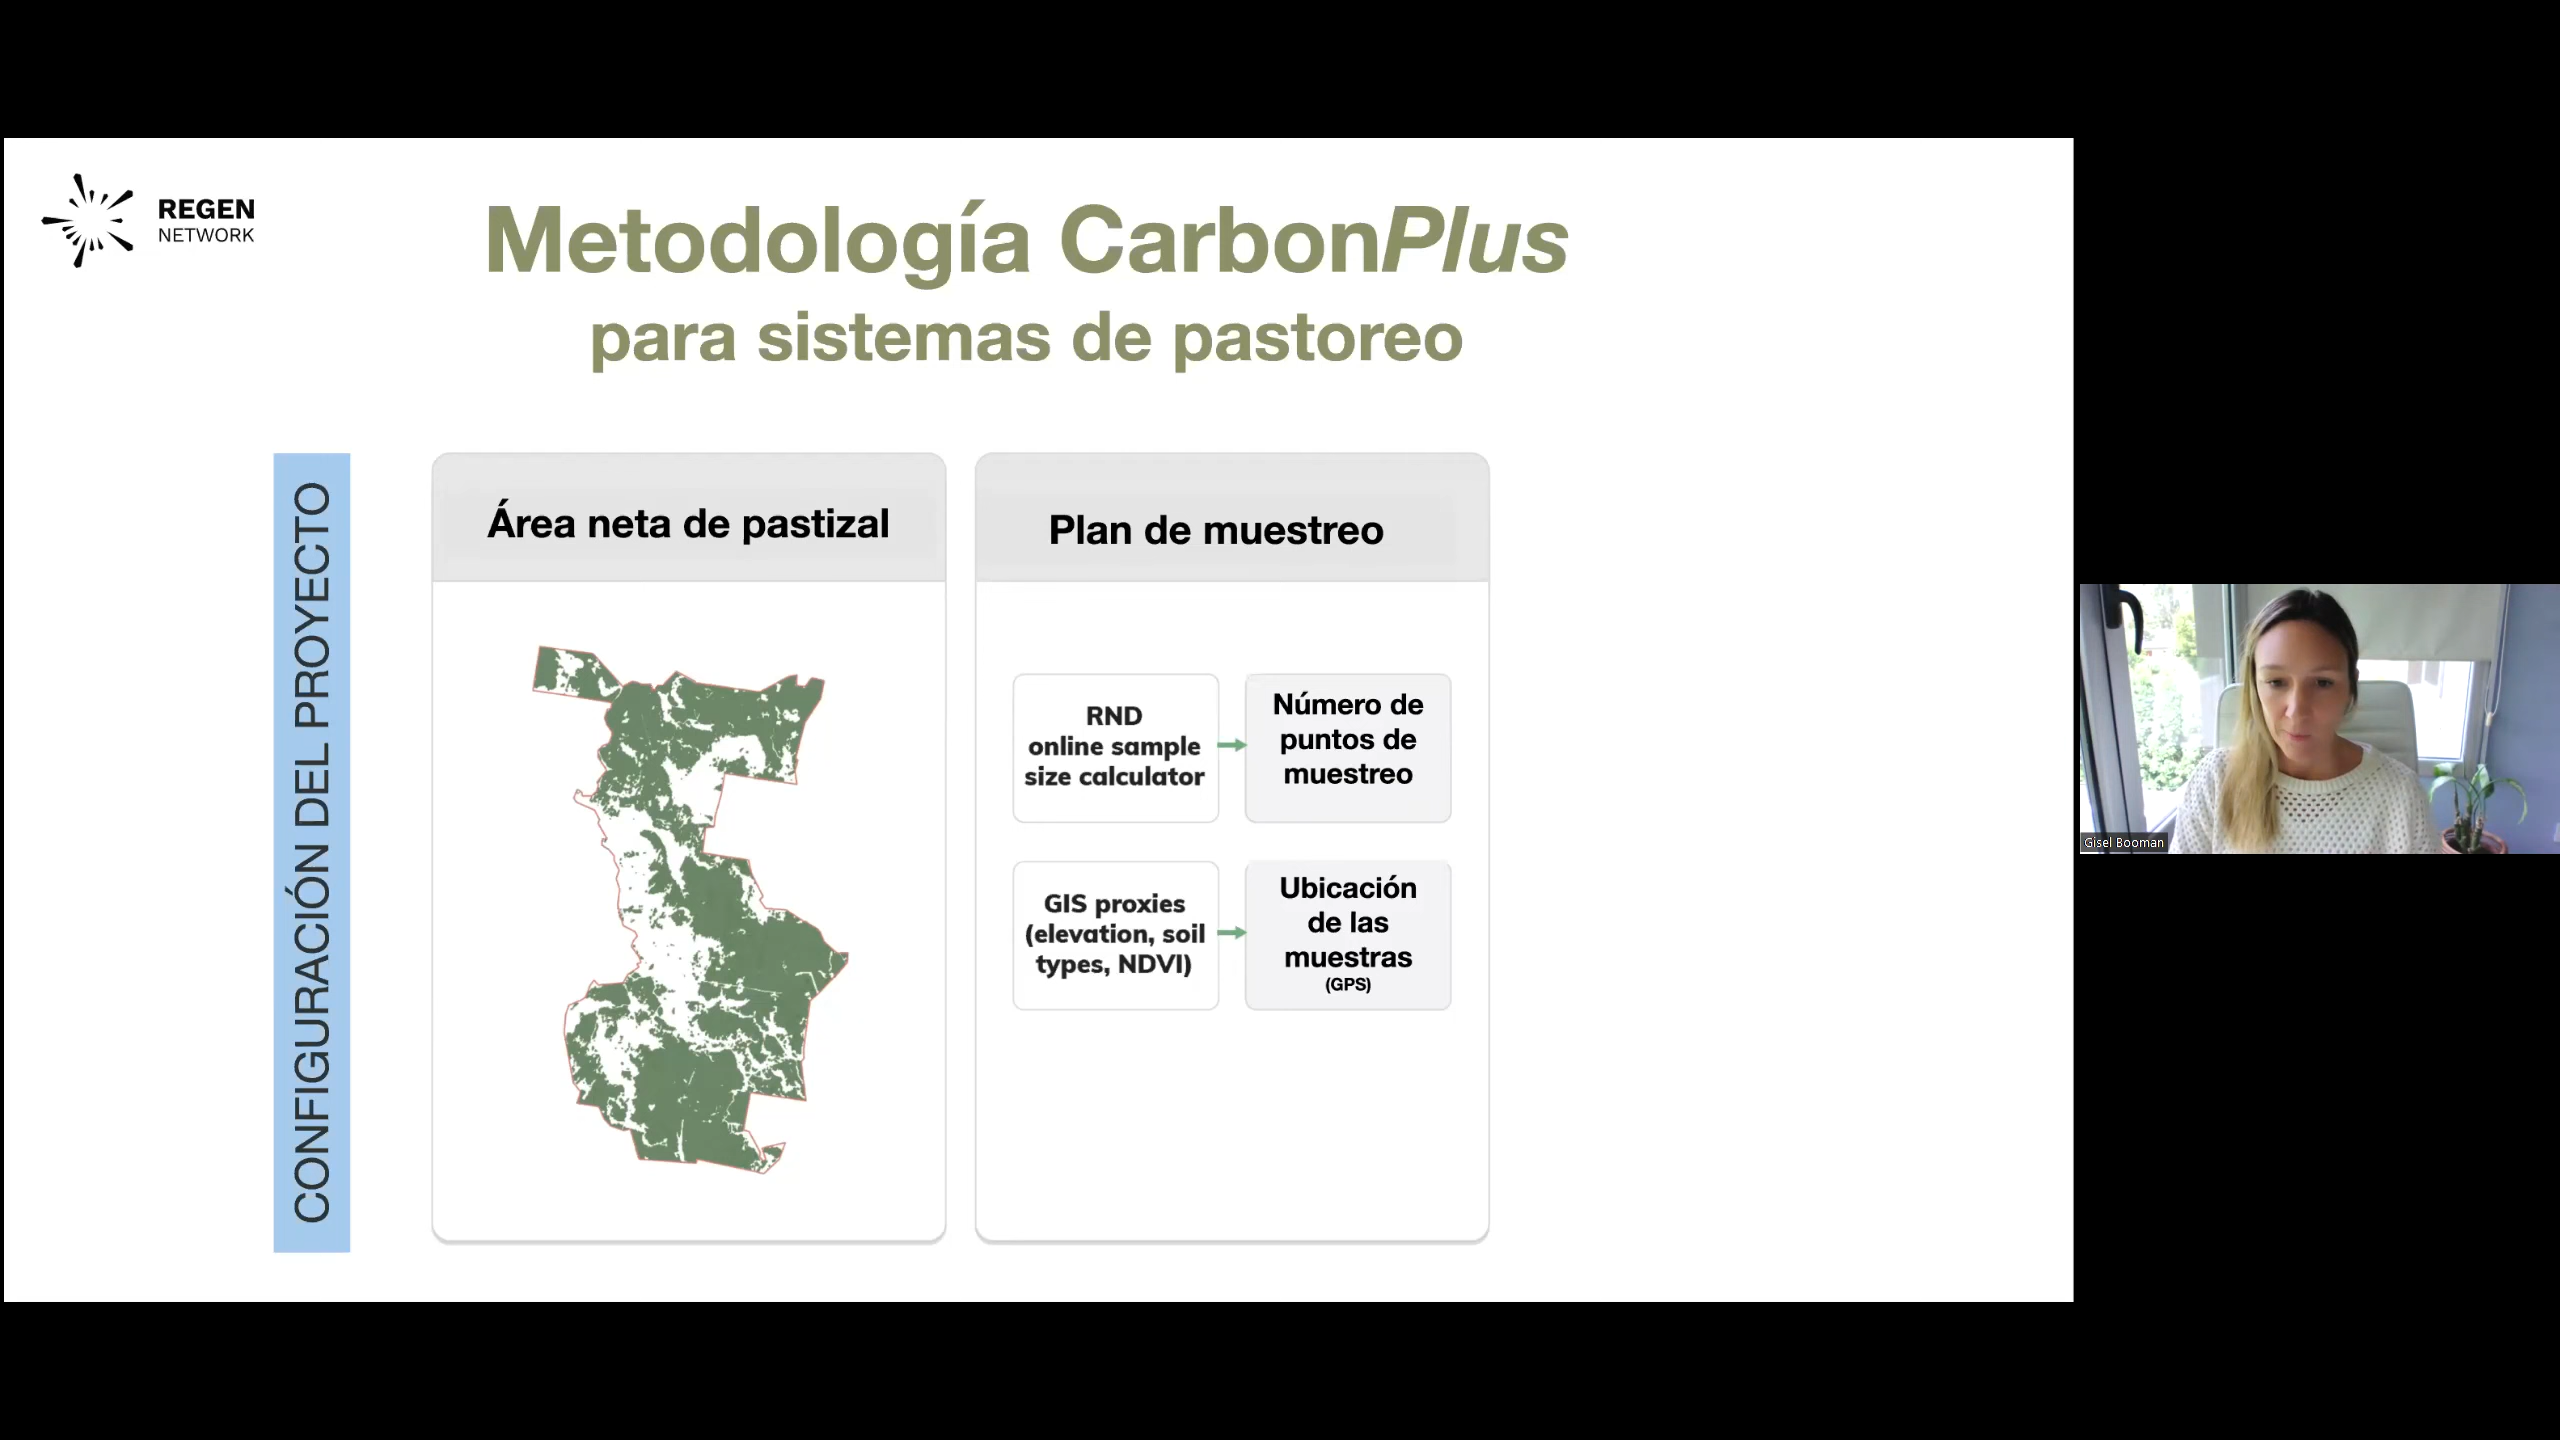 REGEN
NETWORK
Metodología CarbonPlus
para sistemas de pastoreo
CONFIGURACIÓN DEL PROYECTO
Área neta de pastizal
Plan de muestreo
RND
online sample
size calculator
Número de
puntos de
muestreo
GIS proxies
(elevation, soil
types, NDVI)
Ubicación
de las
muestras
(GPS)
Gisel Booman